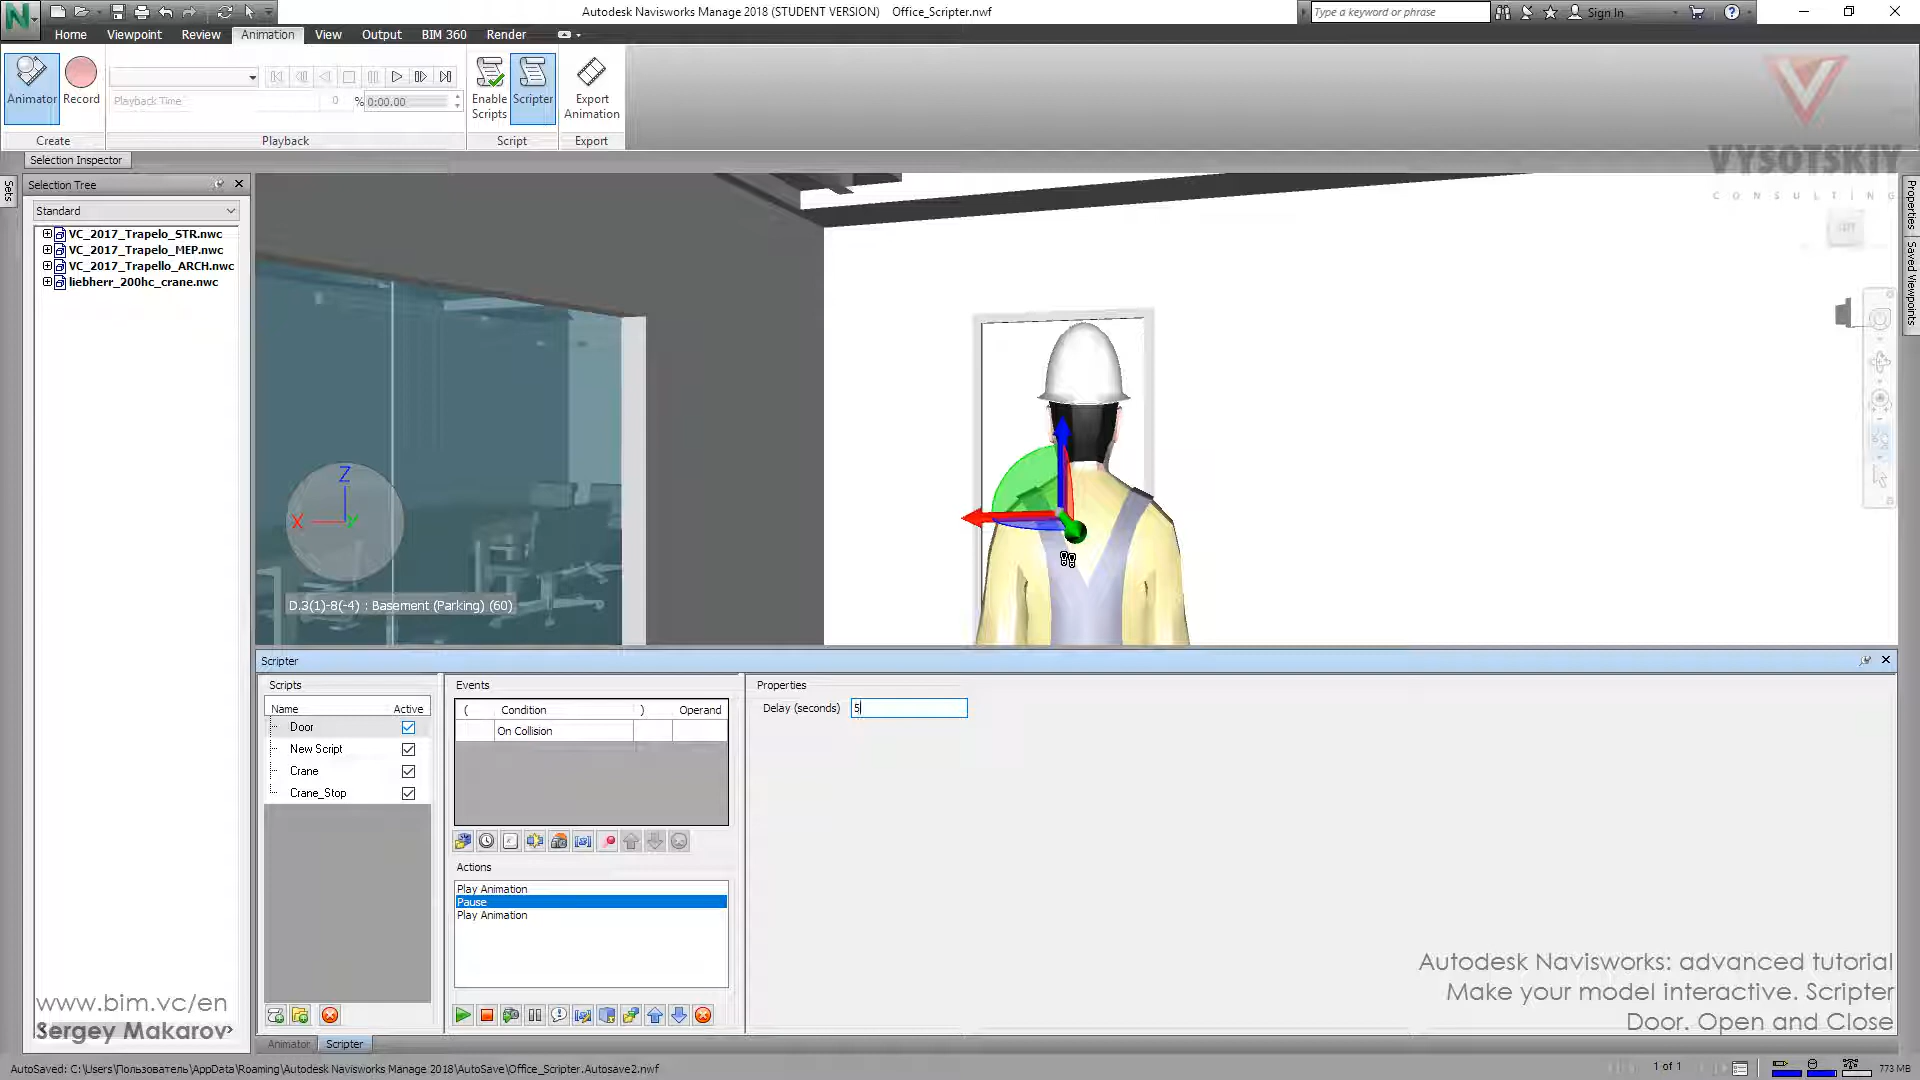 Autodesk Navisworks Manage 2018 (STUDENT VERSION) Office_Scripter.nwf
Type a keyword or phrase
Sign In
Home Viewpoint Review Animation View Output BIM 360 Render
Animator
Record
Playback Time 0 % 0:00.00
Enable Scripts
Scripter
Export Animation
Create Playback Script Export
VYSOTSKIY
CONSULTING
Selection Inspector
Sets
Selection Tree
Standard
VC_2017_Trapelo_STR.nwc
VC_2017_Trapelo_MEP.nwc
VC_2017_Trapello_ARCH.nwc
liebherr_200hc_crane.nwc
Properties
Saved Viewpoints
Z
X
Y
D.3(1)-8(-4) : Basement (Parking) (60)
Scripter
Scripts
Name Active
Door
New Script
Crane
Crane_Stop
Events
( Condition ) Operand
On Collision
Actions
Play Animation
Pause
Play Animation
Properties
Delay (seconds) 5
Autodesk Navisworks: advanced tutorial
Make your model interactive. Scripter
Door. Open and Close
www.bim.vc/en
Sergey Makarov
Animator Scripter
AutoSaved: C:\Users\Пользователь\AppData\Roaming\Autodesk Navisworks Manage 2018\AutoSave\Office_Scripter.Autosave2.nwf
1 of 1
773 MB